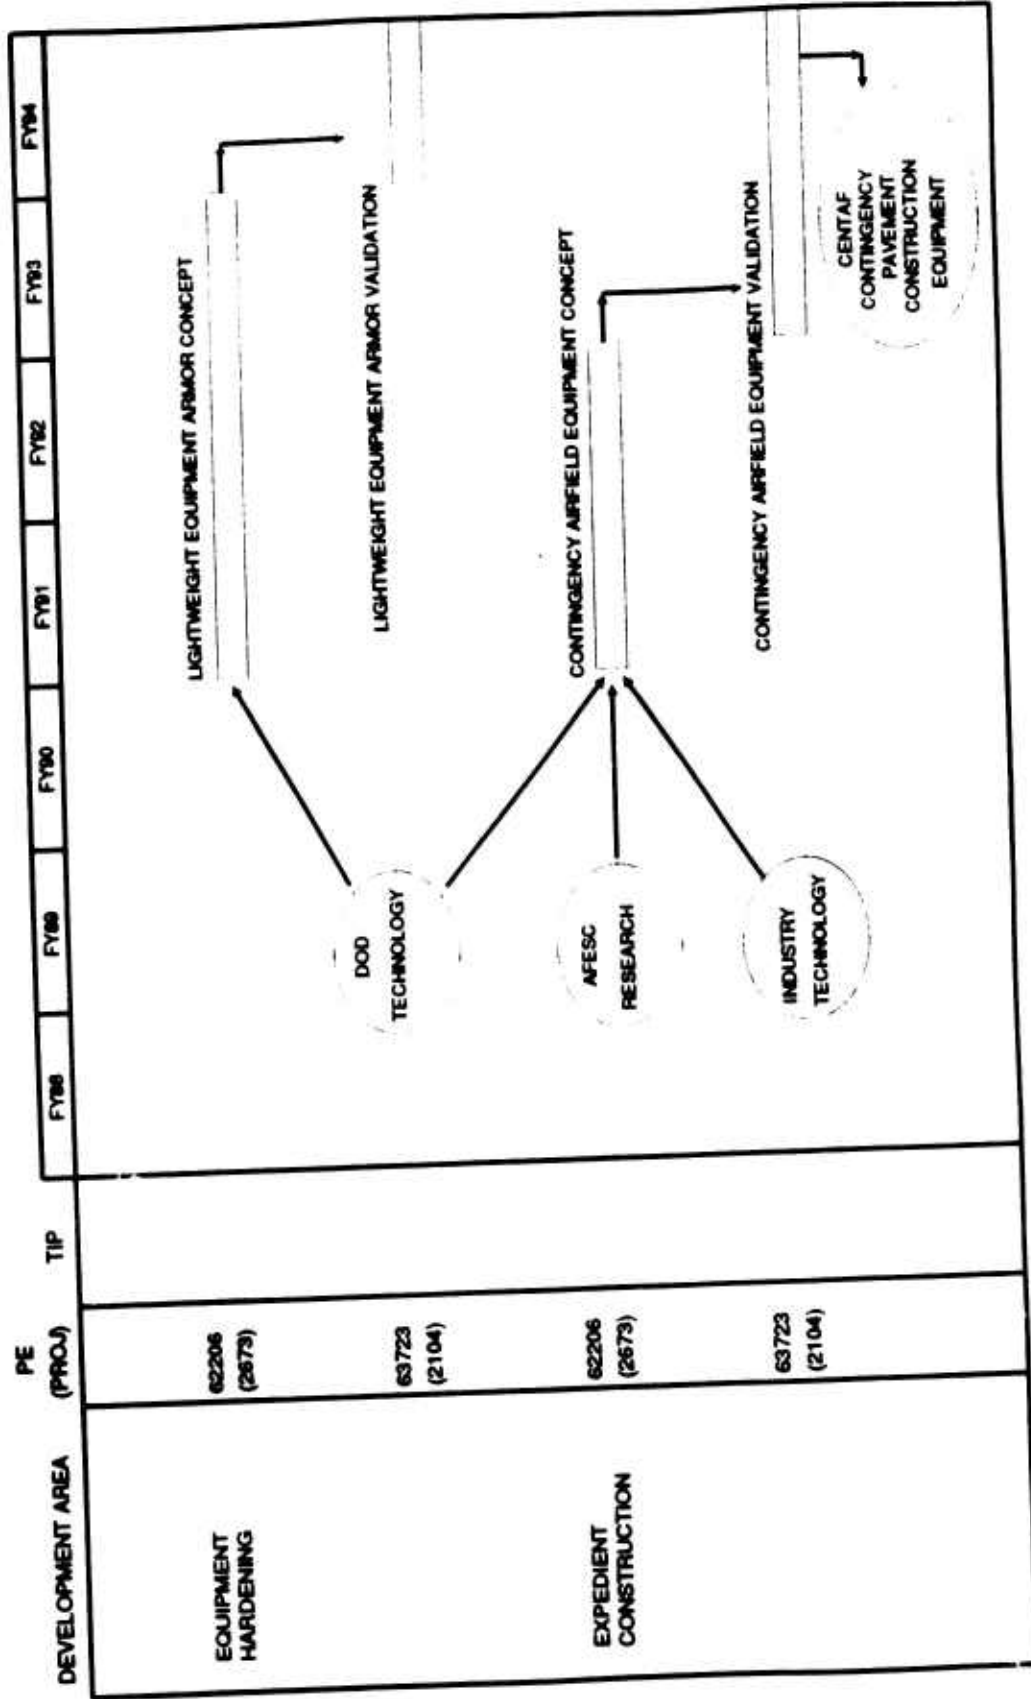 DEVELOPMENT AREA
PE
(PROJ)
TIP
FY88
FY89
FY90
FY91
FY92
FY93
FY94
EQUIPMENT
HARDENING
62206
(2673)
LIGHTWEIGHT EQUIPMENT ARMOR CONCEPT
63723
(2104)
DOD
TECHNOLOGY
LIGHTWEIGHT EQUIPMENT ARMOR VALIDATION
EXPEDIENT
CONSTRUCTION
62206
(2673)
AFESC
RESEARCH
CONTINGENCY AIRFIELD EQUIPMENT CONCEPT
63723
(2104)
INDUSTRY
TECHNOLOGY
CONTINGENCY AIRFIELD EQUIPMENT VALIDATION
CENTAF
CONTINGENCY
PAVEMENT
CONSTRUCTION
EQUIPMENT